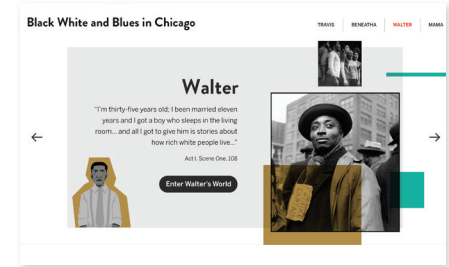 Black White and Blues in Chicago
TRAVIS
BENEATHA
WALTER
MAMA
Walter
"I'm thirty-five years old; I been married eleven
years and I got a boy who sleeps in the living
room... and all I got to give him is stories about
how rich white people live..."
Act I. Scene One, 108
Enter Walter's World